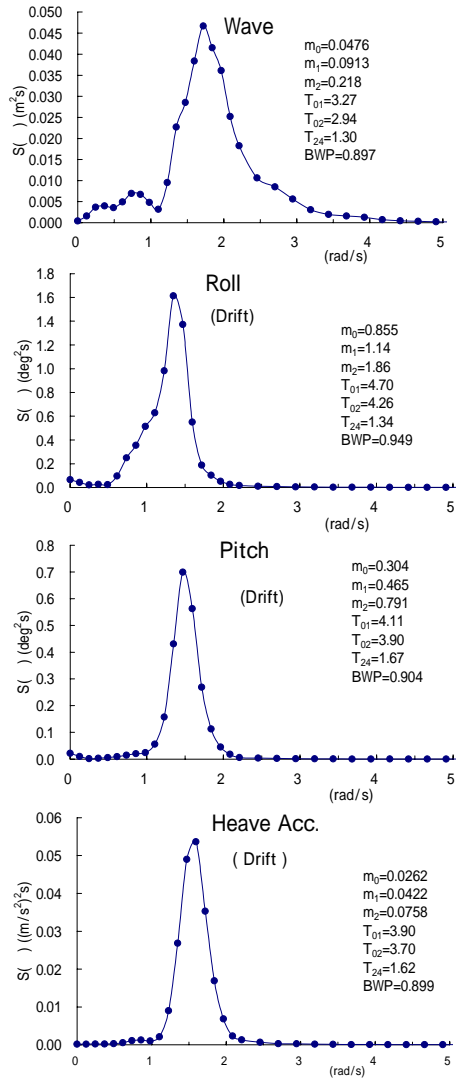 Wave
0.050
0.045
0.040
0.035
0.030
0.025
0.020
0.015
0.010
0.005
0.000
S( ) (m²s)
m₀=0.0476
m₁=0.0913
m₂=0.218
T₀₁=3.27
T₀₂=2.94
T₂₄=1.30
BWP=0.897
0 1 2 3 4 5
(rad/s)
Roll
(Drift)
1.8
1.6
1.4
1.2
1.0
0.8
0.6
0.4
0.2
0.0
S( ) (deg²s)
m₀=0.855
m₁=1.14
m₂=1.86
T₀₁=4.70
T₀₂=4.26
T₂₄=1.34
BWP=0.949
0 1 2 3 4 5
(rad/s)
Pitch
(Drift)
0.8
0.7
0.6
0.5
0.4
0.3
0.2
0.1
0.0
S( ) (deg²s)
m₀=0.304
m₁=0.465
m₂=0.791
T₀₁=4.11
T₀₂=3.90
T₂₄=1.67
BWP=0.904
0 1 2 3 4 5
(rad/s)
Heave Acc.
( Drift )
0.06
0.05
0.04
0.03
0.02
0.01
0.00
S( ) ((m/s²)²s)
m₀=0.0262
m₁=0.0422
m₂=0.0758
T₀₁=3.90
T₀₂=3.70
T₂₄=1.62
BWP=0.899
0 1 2 3 4 5
(rad/s)